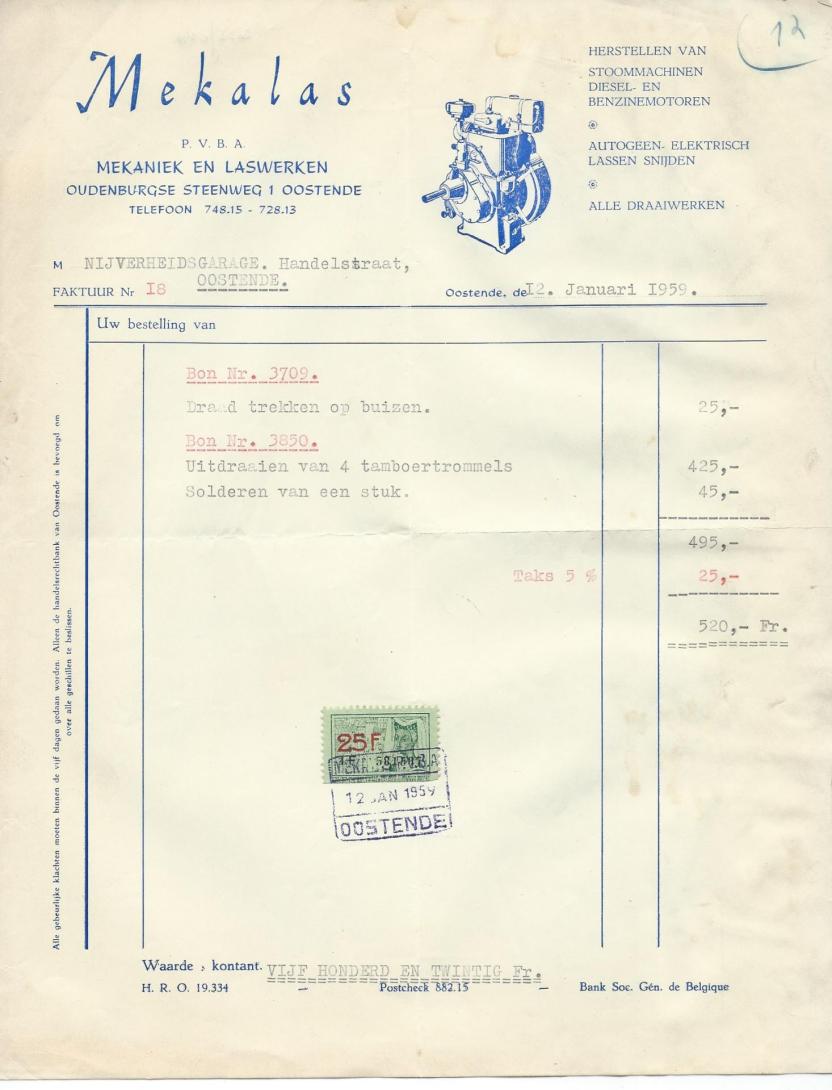 12
Mekalas
P. V. B. A.
MEKANIEK EN LASWERKEN
OUDENBURGSE STEENWEG 1 OOSTENDE
TELEFOON 748.15 - 728.13
HERSTELLEN VAN
STOOMMACHINEN
DIESEL- EN
BENZINEMOTOREN
AUTOGEEN- ELEKTRISCH
LASSEN SNIJDEN
ALLE DRAAIWERKEN
M NIJVERHEIDSGARAGE. Handelstraat,
OOSTENDE.
FAKTUUR Nr I8
Oostende, de I2. Januari I959.
Uw bestelling van
Bon Nr. 3709.
Draad trekken op buizen. 25,-
Bon Nr. 3850.
Uitdraaien van 4 tamboertrommels 425,-
Solderen van een stuk. 45,-
495,-
Taks 5 % 25,-
520,- Fr.
Alle gebeurlijke klachten moeten binnen de vijf dagen gedaan worden. Alleen de handelsrechtbank van Oostende is bevoegd om
over alle geschillen te beslissen.
25F
12 JAN 1959
OOSTENDE
Waarde , kontant. VIJF HONDERD EN TWINTIG Fr.
H. R. O. 19.334 — Postcheck 882.15 — Bank Soc. Gén. de Belgique